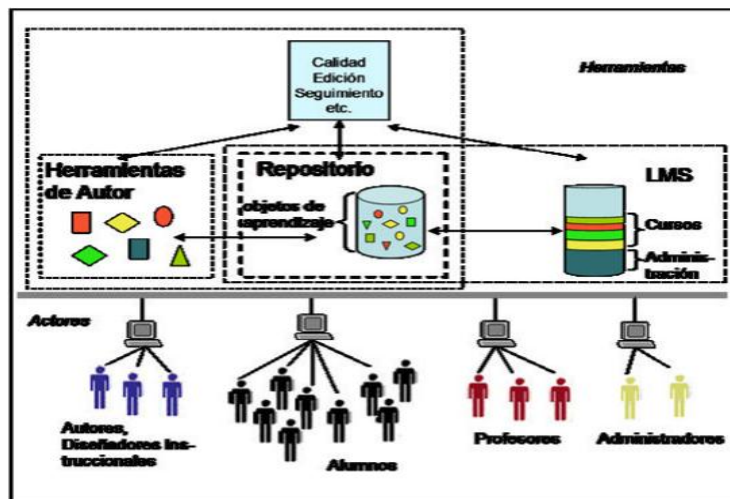 Calidad
Edición
Seguimiento
etc.
Herramientas
Herramientas
de Autor
Repositorio
objetos de
aprendizaje
LMS
Cursos
Adminis-
tración
Actores
Autores,
Diseñadores Ins-
truccionales
Alumnos
Profesores
Administradores